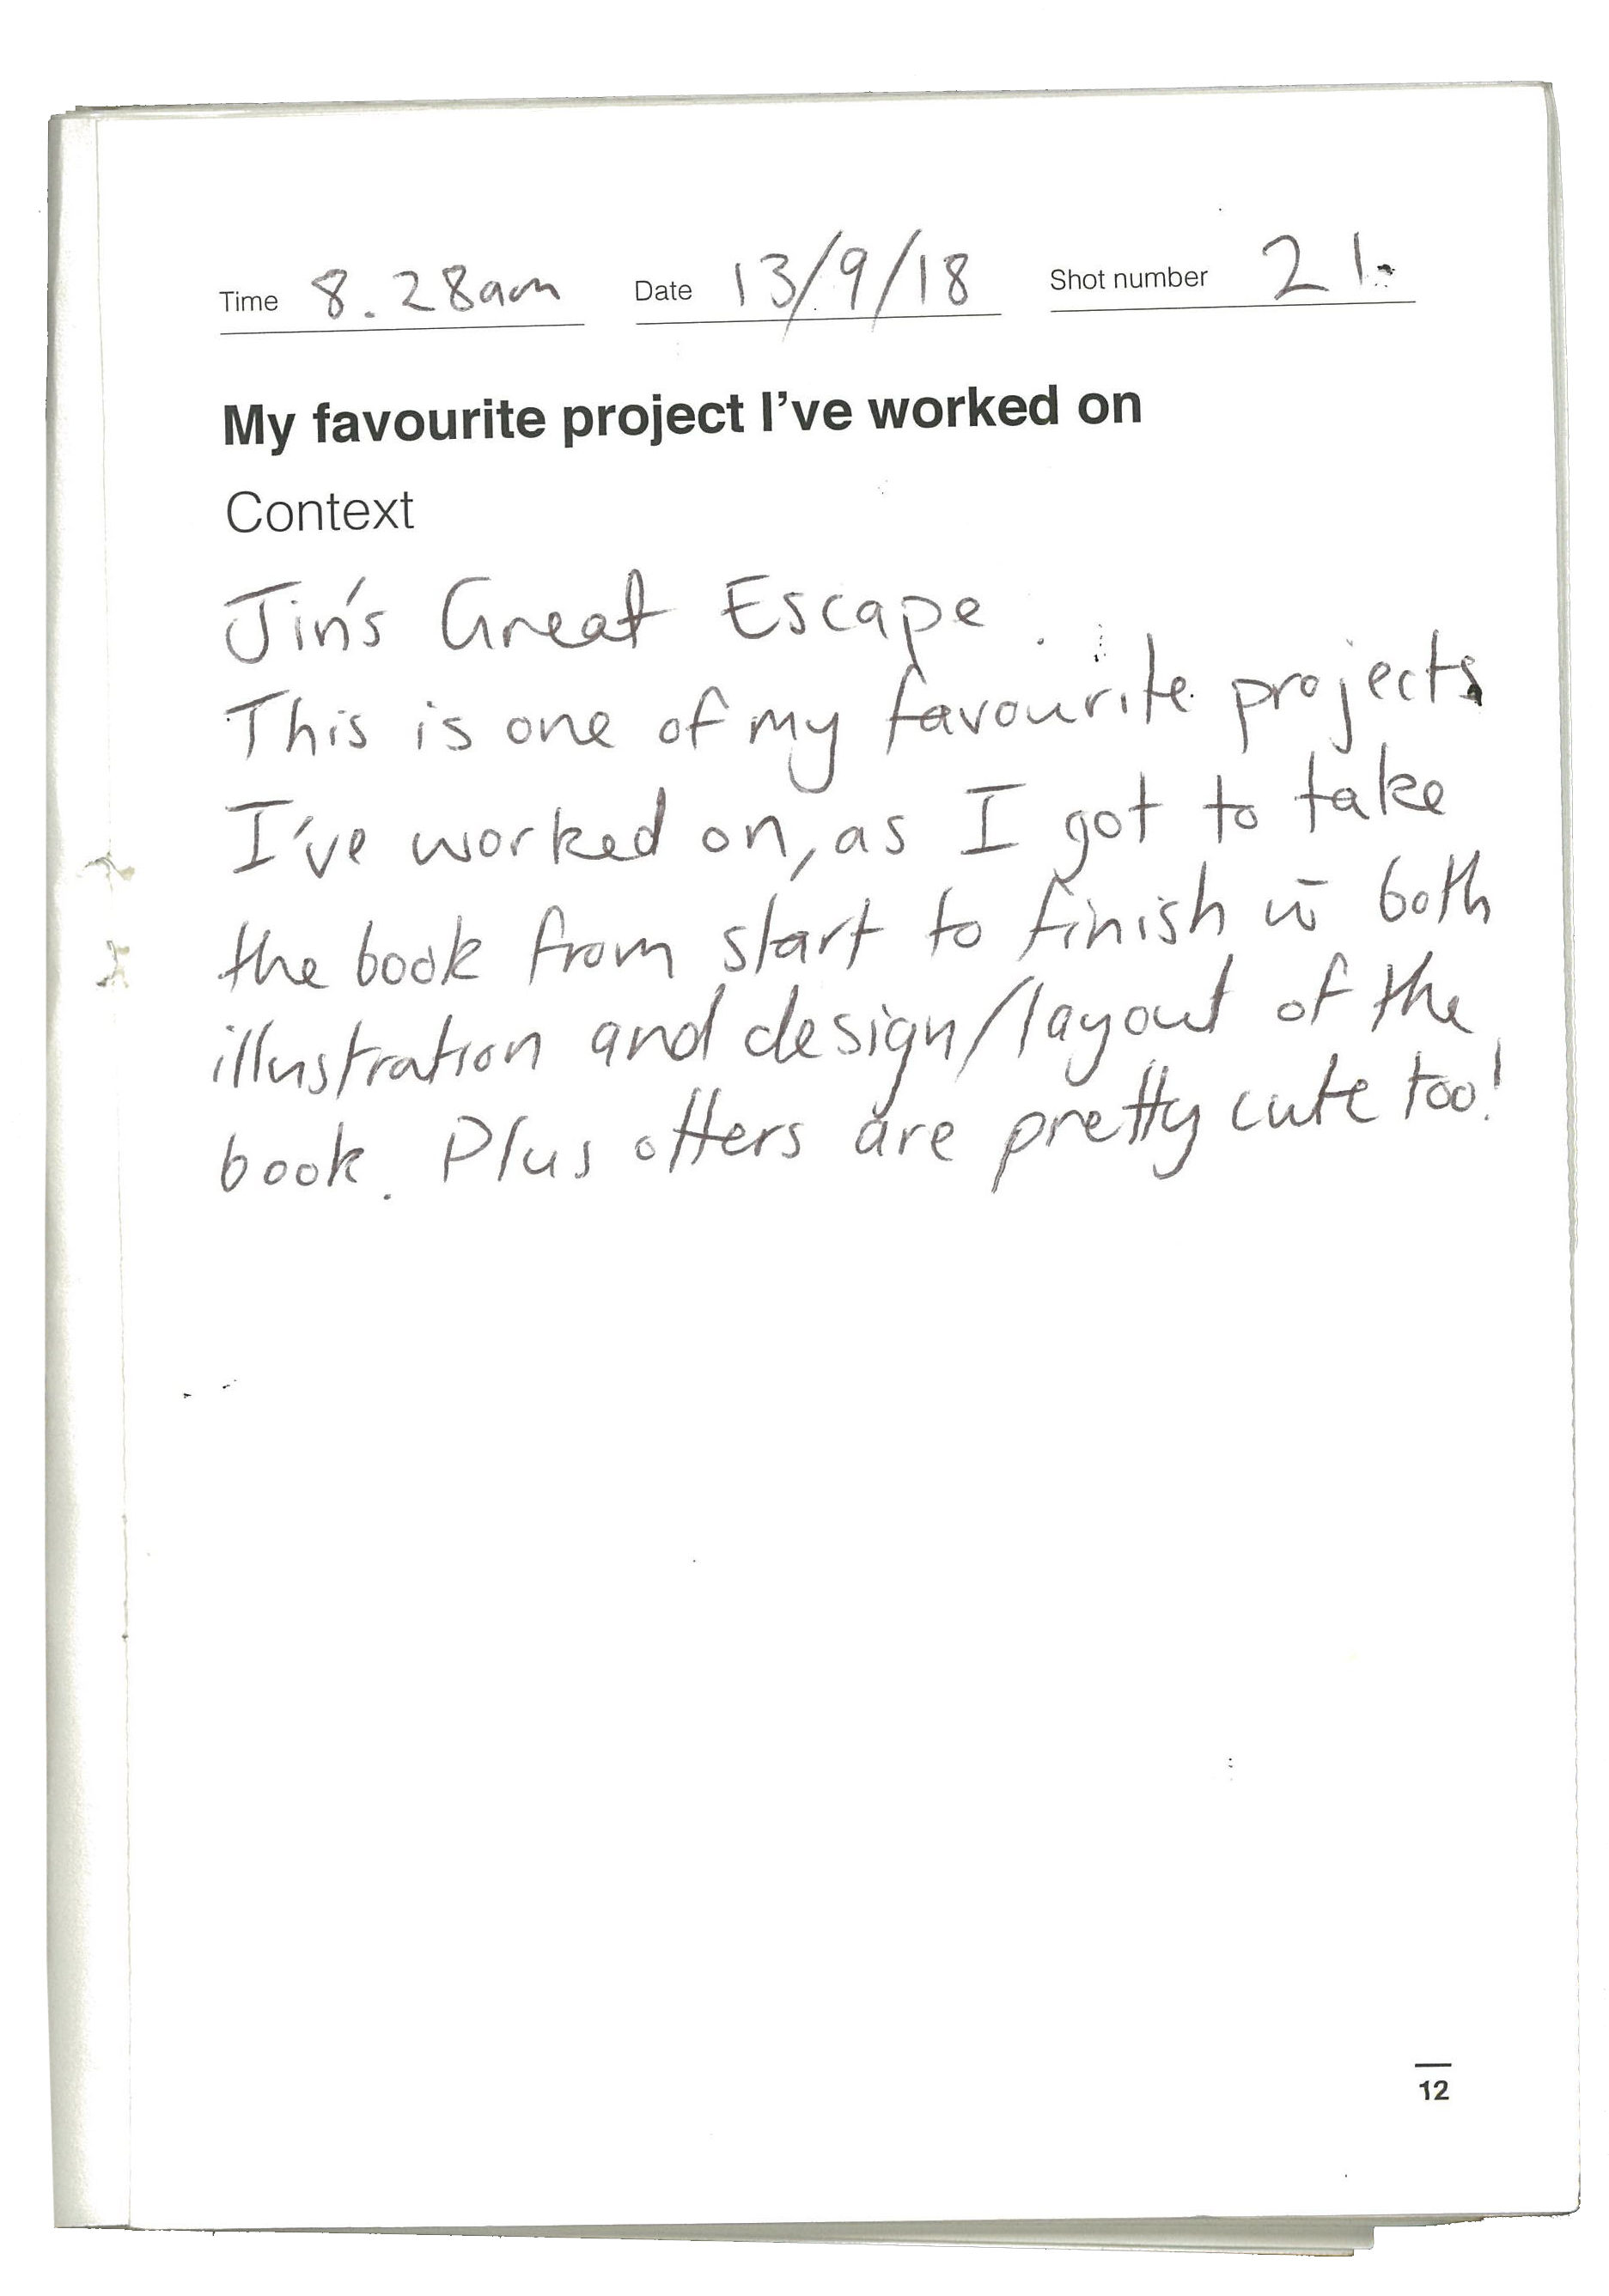 Time 8.28am Date 13/9/18 Shot number 21.
My favourite project I've worked on
Context
Jin's Great Escape.
This is one of my favourite projects
I've worked on, as I got to take
the book from start to finish w̄ both
illustration and design/layout of the
book. Plus otters are pretty cute too!
12